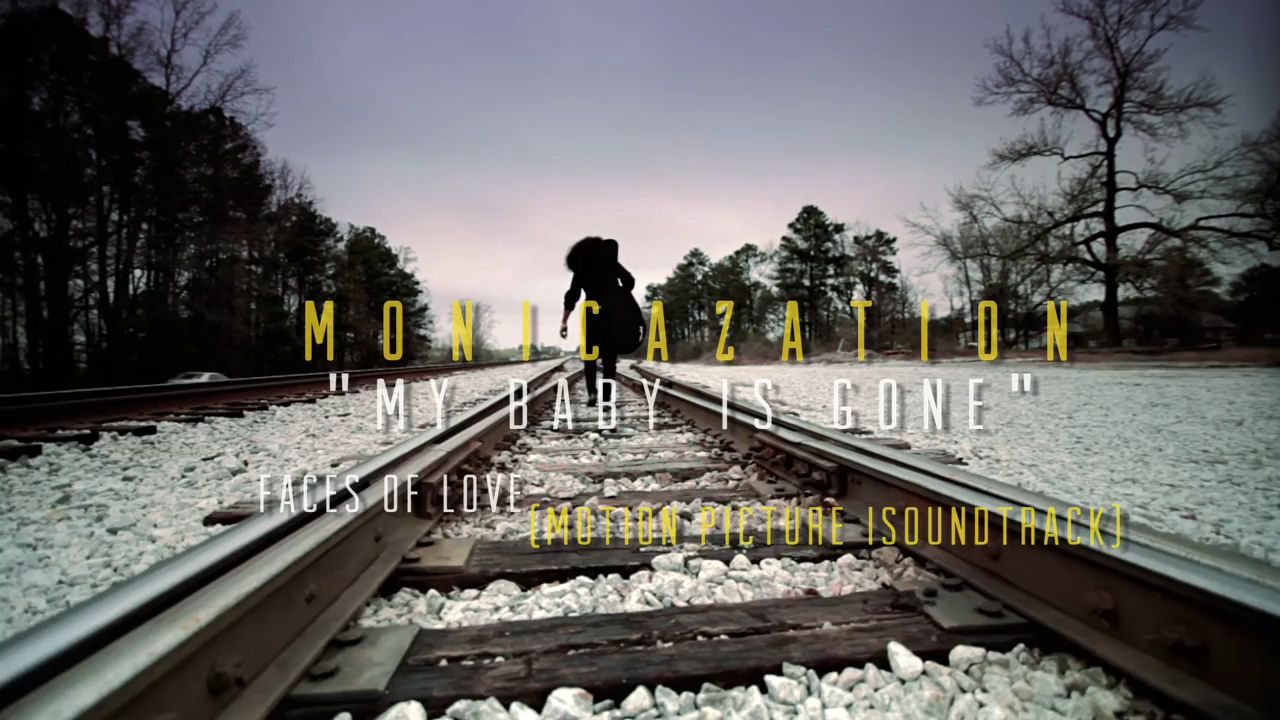 MONICAZATION
"MY BABY IS GONE"
FACES OF LOVE
(MOTION PICTURE ISOUNDTRACK)